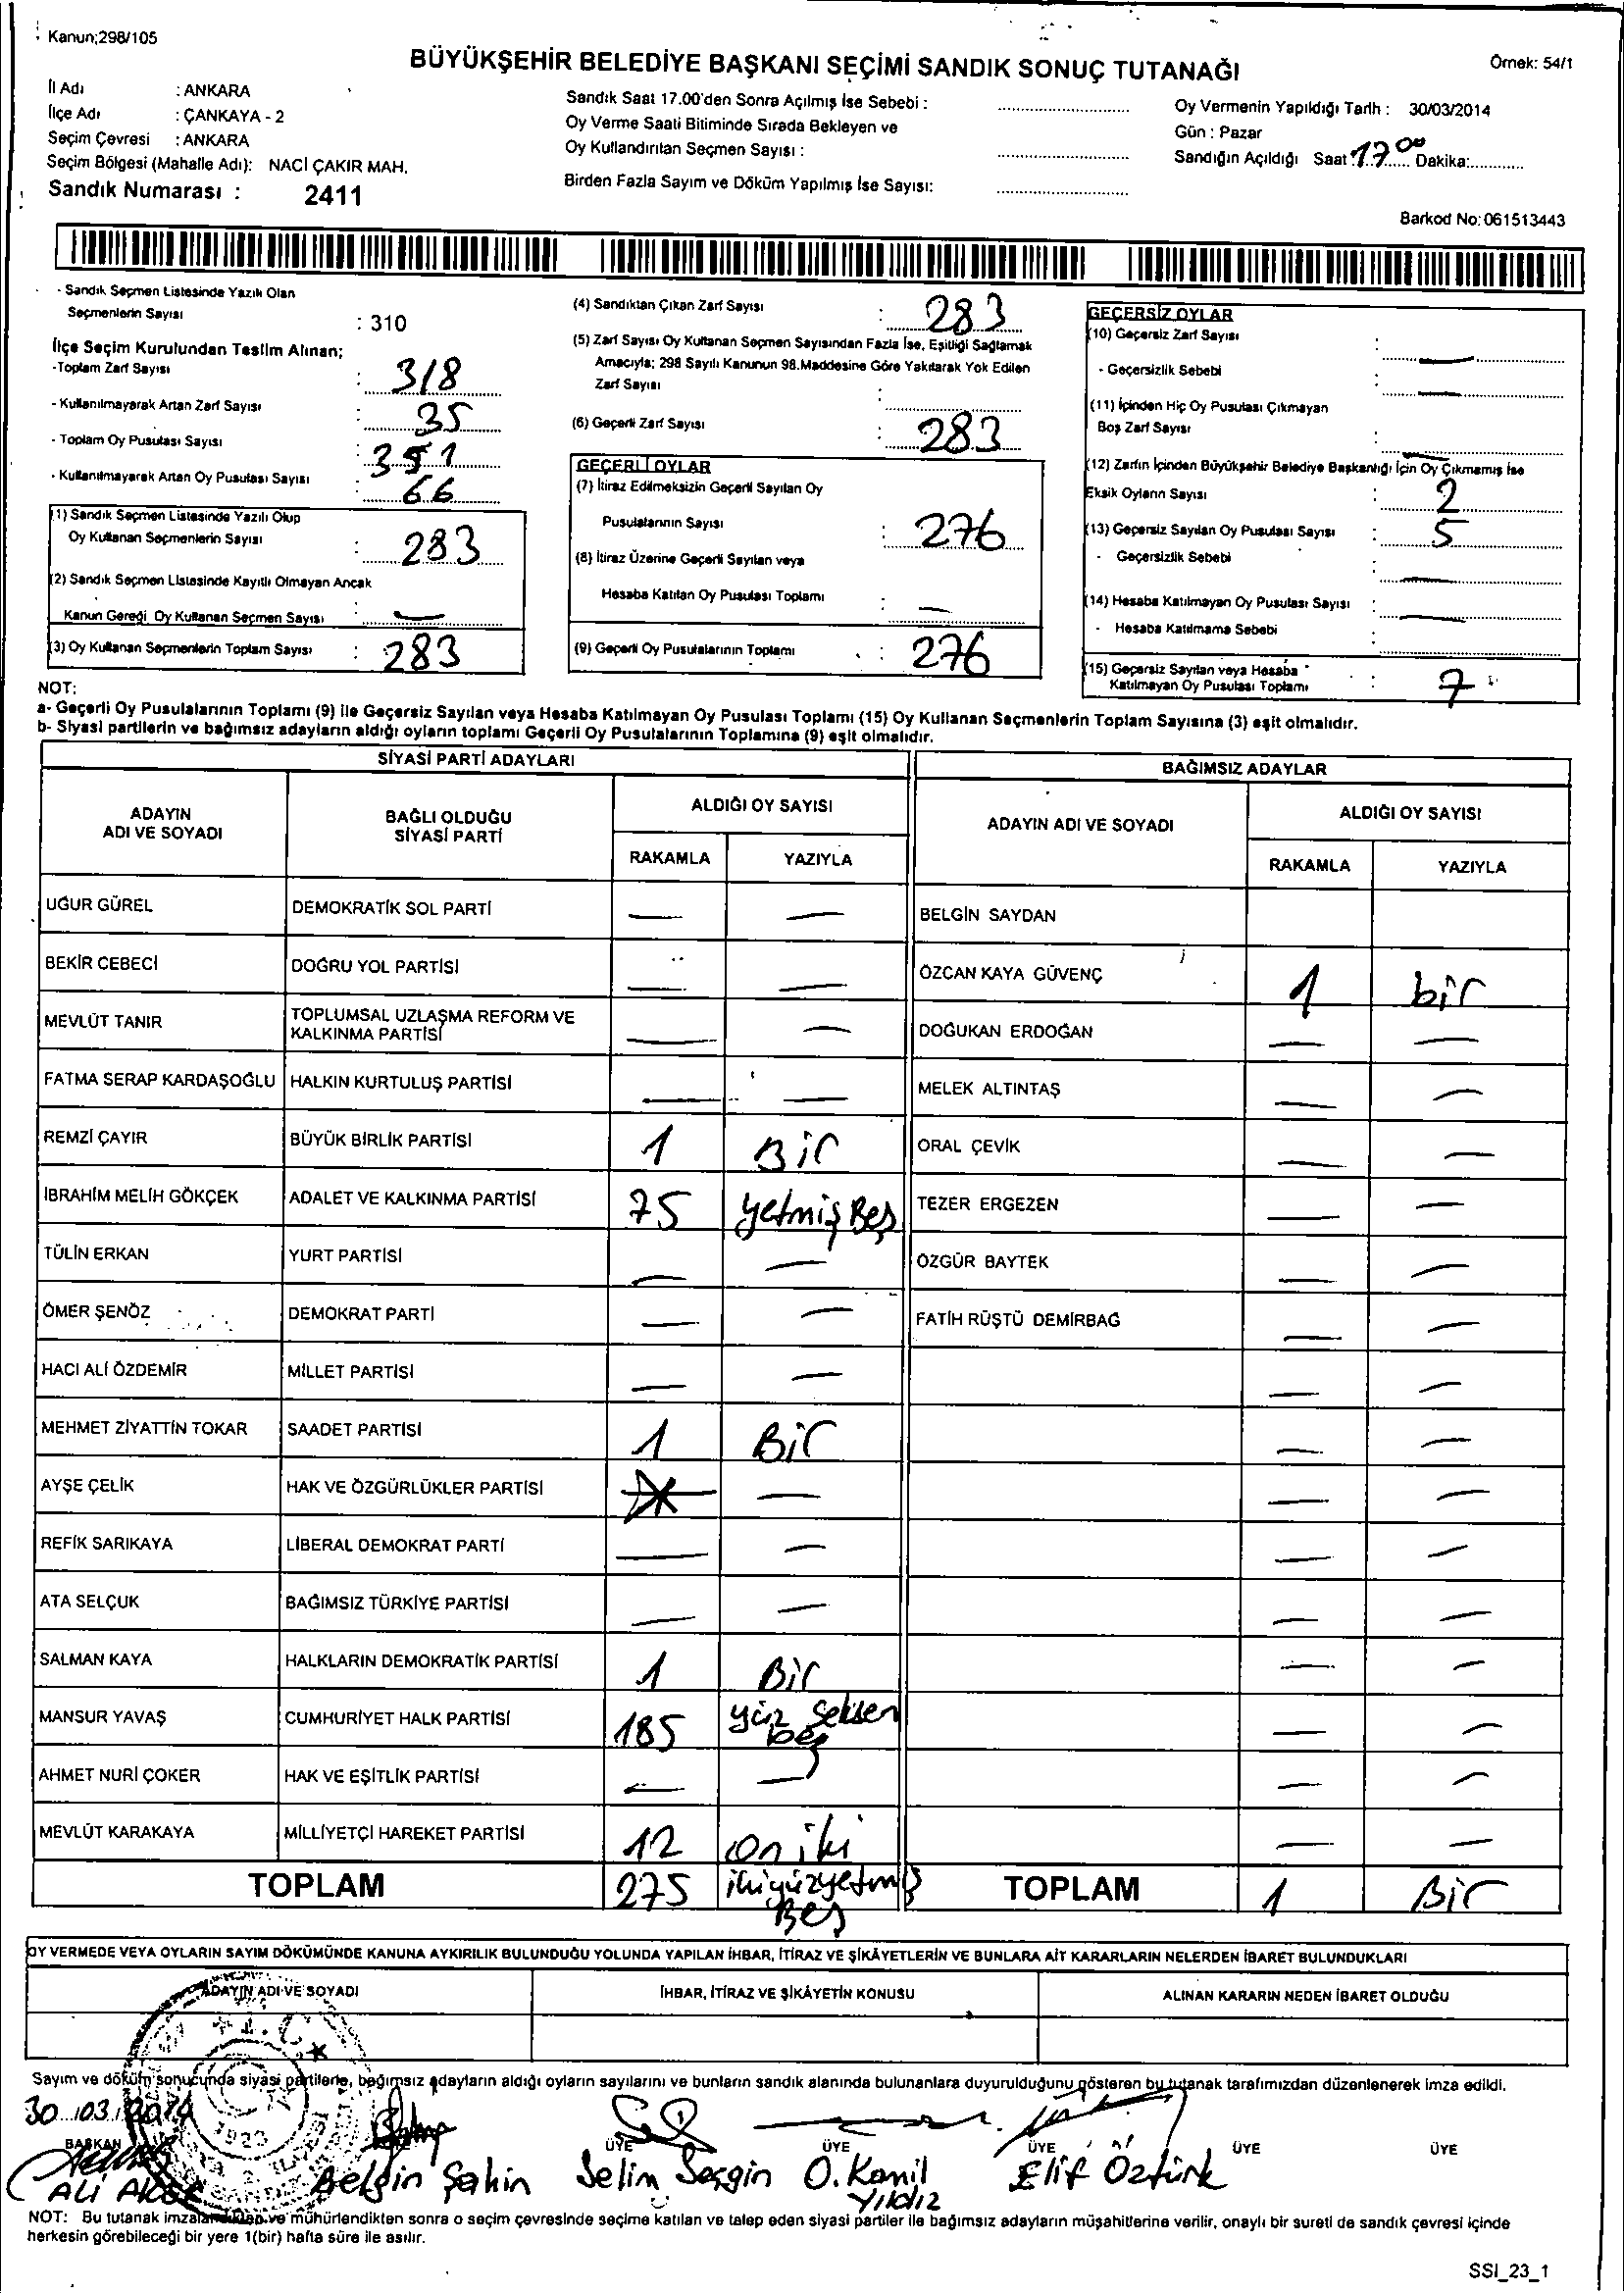 Kanun;298/105
BÜYÜKŞEHİR BELEDİYE BAŞKANI SEÇİMİ SANDIK SONUÇ TUTANAĞI
Örnek: 54/1
İl Adı : ANKARA
İlçe Adı : ÇANKAYA - 2
Seçim Çevresi : ANKARA
Seçim Bölgesi (Mahalle Adı): NACİ ÇAKIR MAH.
Sandık Numarası : 2411
Sandık Saat 17.00'den Sonra Açılmış İse Sebebi :
Oy Verme Saati Bitiminde Sırada Bekleyen ve
Oy Kullandırılan Seçmen Sayısı :
Birden Fazla Sayım ve Döküm Yapılmış İse Sayısı:
Oy Vermenin Yapıldığı Tarih : 30/03/2014
Gün : Pazar
Sandığın Açıldığı Saat 17.00 Dakika:
Barkod No: 061513443
- Sandık Seçmen Listesinde Yazılı Olan
Seçmenlerin Sayısı : 310
İlçe Seçim Kurulundan Teslim Alınan;
-Toplam Zarf Sayısı : 318
- Kullanılmayarak Artan Zarf Sayısı : 35
- Toplam Oy Pusulası Sayısı : 351
- Kullanılmayarak Artan Oy Pusulası Sayısı : 66
(1) Sandık Seçmen Listesinde Yazılı Olup
Oy Kullanan Seçmenlerin Sayısı : 283
(2) Sandık Seçmen Listesinde Kayıtlı Olmayan Ancak
Kanun Gereği Oy Kullanan Seçmen Sayısı : —
(3) Oy Kullanan Seçmenlerin Toplam Sayısı : 283
(4) Sandıktan Çıkan Zarf Sayısı : 283
(5) Zarf Sayısı Oy Kullanan Seçmen Sayısından Fazla İse, Eşitliği Sağlamak
Amacıyla; 298 Sayılı Kanunun 98.Maddesine Göre Yakılarak Yok Edilen
Zarf Sayısı :
(6) Geçerli Zarf Sayısı : 283
GEÇERLİ OYLAR
(7) İtiraz Edilmeksizin Geçerli Sayılan Oy
Pusulalarının Sayısı : 276
(8) İtiraz Üzerine Geçerli Sayılan veya
Hesaba Katılan Oy Pusulası Toplamı : —
(9) Geçerli Oy Pusulalarının Toplamı : 276
GEÇERSİZ OYLAR
(10) Geçersiz Zarf Sayısı : —
- Geçersizlik Sebebi : —
(11) İçinden Hiç Oy Pusulası Çıkmayan
Boş Zarf Sayısı : —
(12) Zarfın İçinden Büyükşehir Belediye Başkanlığı İçin Oy Çıkmamış İse
Eksik Oyların Sayısı : 2
(13) Geçersiz Sayılan Oy Pusulası Sayısı : 5
- Geçersizlik Sebebi : —
(14) Hesaba Katılmayan Oy Pusulası Sayısı : —
- Hesaba Katılmama Sebebi :
(15) Geçersiz Sayılan veya Hesaba
Katılmayan Oy Pusulası Toplamı : 7
NOT:
a- Geçerli Oy Pusulalarının Toplamı (9) ile Geçersiz Sayılan veya Hesaba Katılmayan Oy Pusulası Toplamı (15) Oy Kullanan Seçmenlerin Toplam Sayısına (3) eşit olmalıdır.
b- Siyasi partilerin ve bağımsız adayların aldığı oyların toplamı Geçerli Oy Pusulalarının Toplamına (9) eşit olmalıdır.
SİYASİ PARTİ ADAYLARI
ADAYIN ADI VE SOYADI
BAĞLI OLDUĞU SİYASİ PARTİ
ALDIĞI OY SAYISI
RAKAMLA YAZIYLA
UĞUR GÜREL DEMOKRATİK SOL PARTİ — —
BEKİR CEBECİ DOĞRU YOL PARTİSİ — —
MEVLÜT TANIR TOPLUMSAL UZLAŞMA REFORM VE KALKINMA PARTİSİ — —
FATMA SERAP KARDAŞOĞLU HALKIN KURTULUŞ PARTİSİ — —
REMZİ ÇAYIR BÜYÜK BİRLİK PARTİSİ 1 Bir
İBRAHİM MELİH GÖKÇEK ADALET VE KALKINMA PARTİSİ 75 yetmiş Beş
TÜLİN ERKAN YURT PARTİSİ — —
ÖMER ŞENÖZ DEMOKRAT PARTİ — —
HACI ALİ ÖZDEMİR MİLLET PARTİSİ — —
MEHMET ZİYATTİN TOKAR SAADET PARTİSİ 1 Bir
AYŞE ÇELİK HAK VE ÖZGÜRLÜKLER PARTİSİ — —
REFİK SARIKAYA LİBERAL DEMOKRAT PARTİ — —
ATA SELÇUK BAĞIMSIZ TÜRKİYE PARTİSİ — —
SALMAN KAYA HALKLARIN DEMOKRATİK PARTİSİ 1 Bir
MANSUR YAVAŞ CUMHURİYET HALK PARTİSİ 185 yüz seksen beş
AHMET NURİ ÇOKER HAK VE EŞİTLİK PARTİSİ — —
MEVLÜT KARAKAYA MİLLİYETÇİ HAREKET PARTİSİ 12 on iki
TOPLAM 275 ikiyüzyetmiş Beş
BAĞIMSIZ ADAYLAR
ADAYIN ADI VE SOYADI
ALDIĞI OY SAYISI
RAKAMLA YAZIYLA
BELGİN SAYDAN
ÖZCAN KAYA GÜVENÇ 1 bir
DOĞUKAN ERDOĞAN — —
MELEK ALTINTAŞ — —
ORAL ÇEVİK — —
TEZER ERGEZEN — —
ÖZGÜR BAYTEK — —
FATİH RÜŞTÜ DEMİRBAĞ — —
TOPLAM 1 Bir
OY VERMEDE VEYA OYLARIN SAYIM DÖKÜMÜNDE KANUNA AYKIRILIK BULUNDUĞU YOLUNDA YAPILAN İHBAR, İTİRAZ VE ŞİKÂYETLERİN VE BUNLARA AİT KARARLARIN NELERDEN İBARET BULUNDUKLARI
ADAYIN ADI VE SOYADI
İHBAR, İTİRAZ VE ŞİKÂYETİN KONUSU
ALINAN KARARIN NEDEN İBARET OLDUĞU
Sayım ve döküm sonucunda siyasi partilerle, bağımsız adayların aldığı oyların sayılarını ve bunların sandık alanında bulunanlara duyurulduğunu gösteren bu tutanak tarafımızdan düzenlenerek imza edildi.
30.03.2014
BAŞKAN ÜYE ÜYE ÜYE ÜYE ÜYE
ALİ Belgin Şahin Selim Sezgin O. Kamil Yıldız Elif Öztürk
NOT: Bu tutanak imzalandıktan ve mühürlendikten sonra o seçim çevresinde seçime katılan ve talep eden siyasi partiler ile bağımsız adayların müşahitlerine verilir, onaylı bir sureti de sandık çevresi içinde
herkesin görebileceği bir yere 1(bir) hafta süre ile asılır.
SSI_23_1